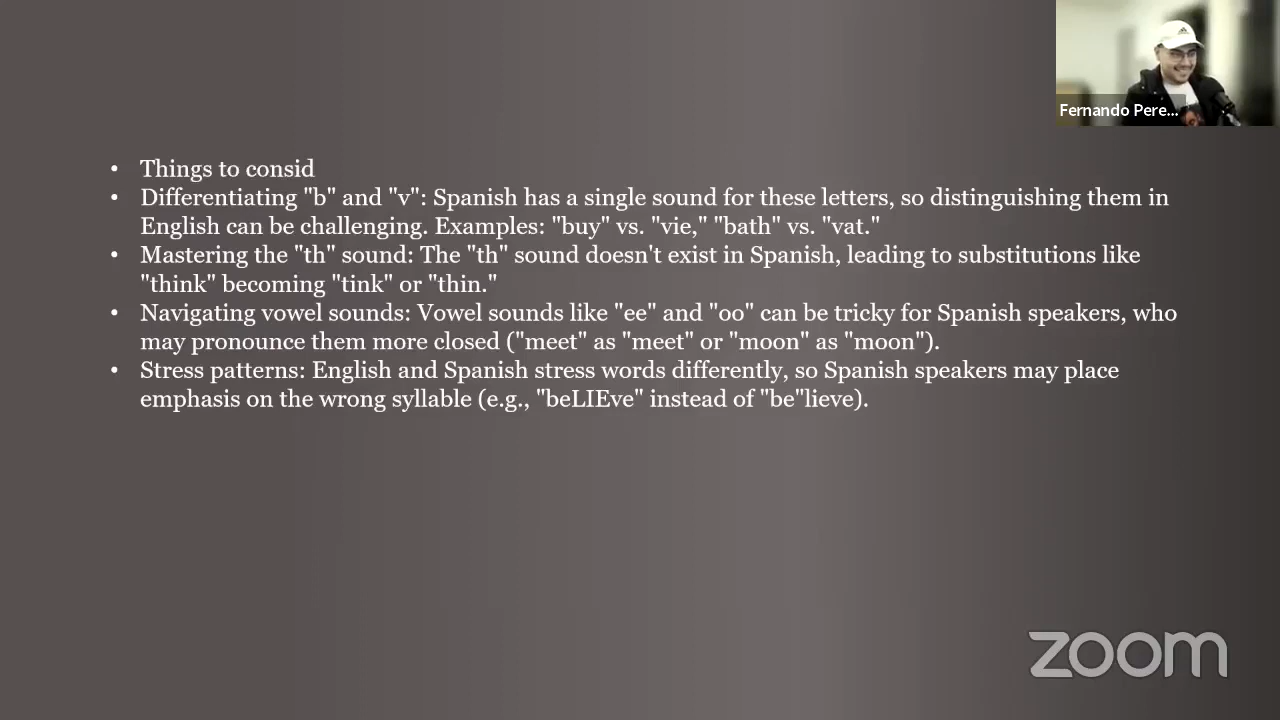 Fernando Pere...
• Things to consid
• Differentiating "b" and "v": Spanish has a single sound for these letters, so distinguishing them in
English can be challenging. Examples: "buy" vs. "vie," "bath" vs. "vat."
• Mastering the "th" sound: The "th" sound doesn't exist in Spanish, leading to substitutions like
"think" becoming "tink" or "thin."
• Navigating vowel sounds: Vowel sounds like "ee" and "oo" can be tricky for Spanish speakers, who
may pronounce them more closed ("meet" as "meet" or "moon" as "moon").
• Stress patterns: English and Spanish stress words differently, so Spanish speakers may place
emphasis on the wrong syllable (e.g., "beLIEve" instead of "be"lieve).
zoom